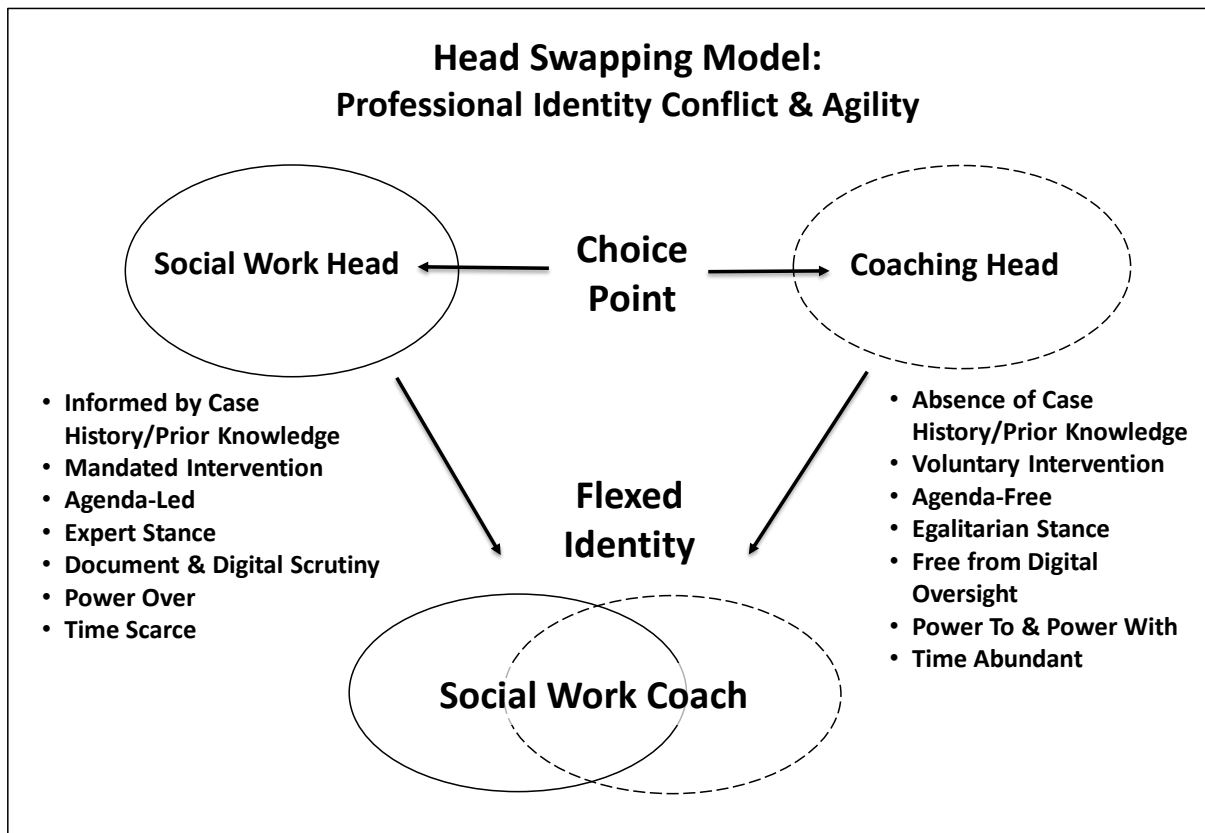 Head Swapping Model:
Professional Identity Conflict & Agility
Social Work Head
Choice
Point
Coaching Head
• Informed by Case
History/Prior Knowledge
• Mandated Intervention
• Agenda-Led
• Expert Stance
• Document & Digital Scrutiny
• Power Over
• Time Scarce
Flexed
Identity
• Absence of Case
History/Prior Knowledge
• Voluntary Intervention
• Agenda-Free
• Egalitarian Stance
• Free from Digital
Oversight
• Power To & Power With
• Time Abundant
Social Work Coach